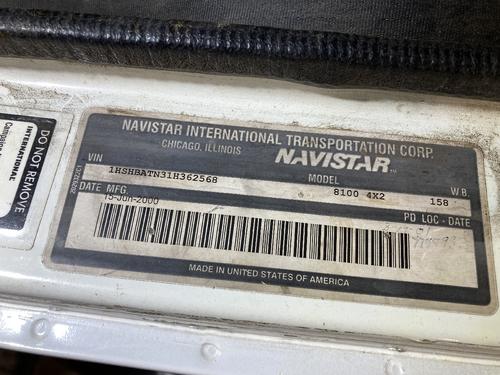 NAVISTAR INTERNATIONAL TRANSPORTATION CORP.
CHICAGO, ILLINOIS
NAVISTAR
VIN
MODEL
W.B.
1HSHBATN31H362568
8100 4X2
158
DATE MFG.
15-Jun-2000
PD LOC - DATE
MADE IN UNITED STATES OF AMERICA
DO NOT REMOVE
INTERNATIONAL
Campaign